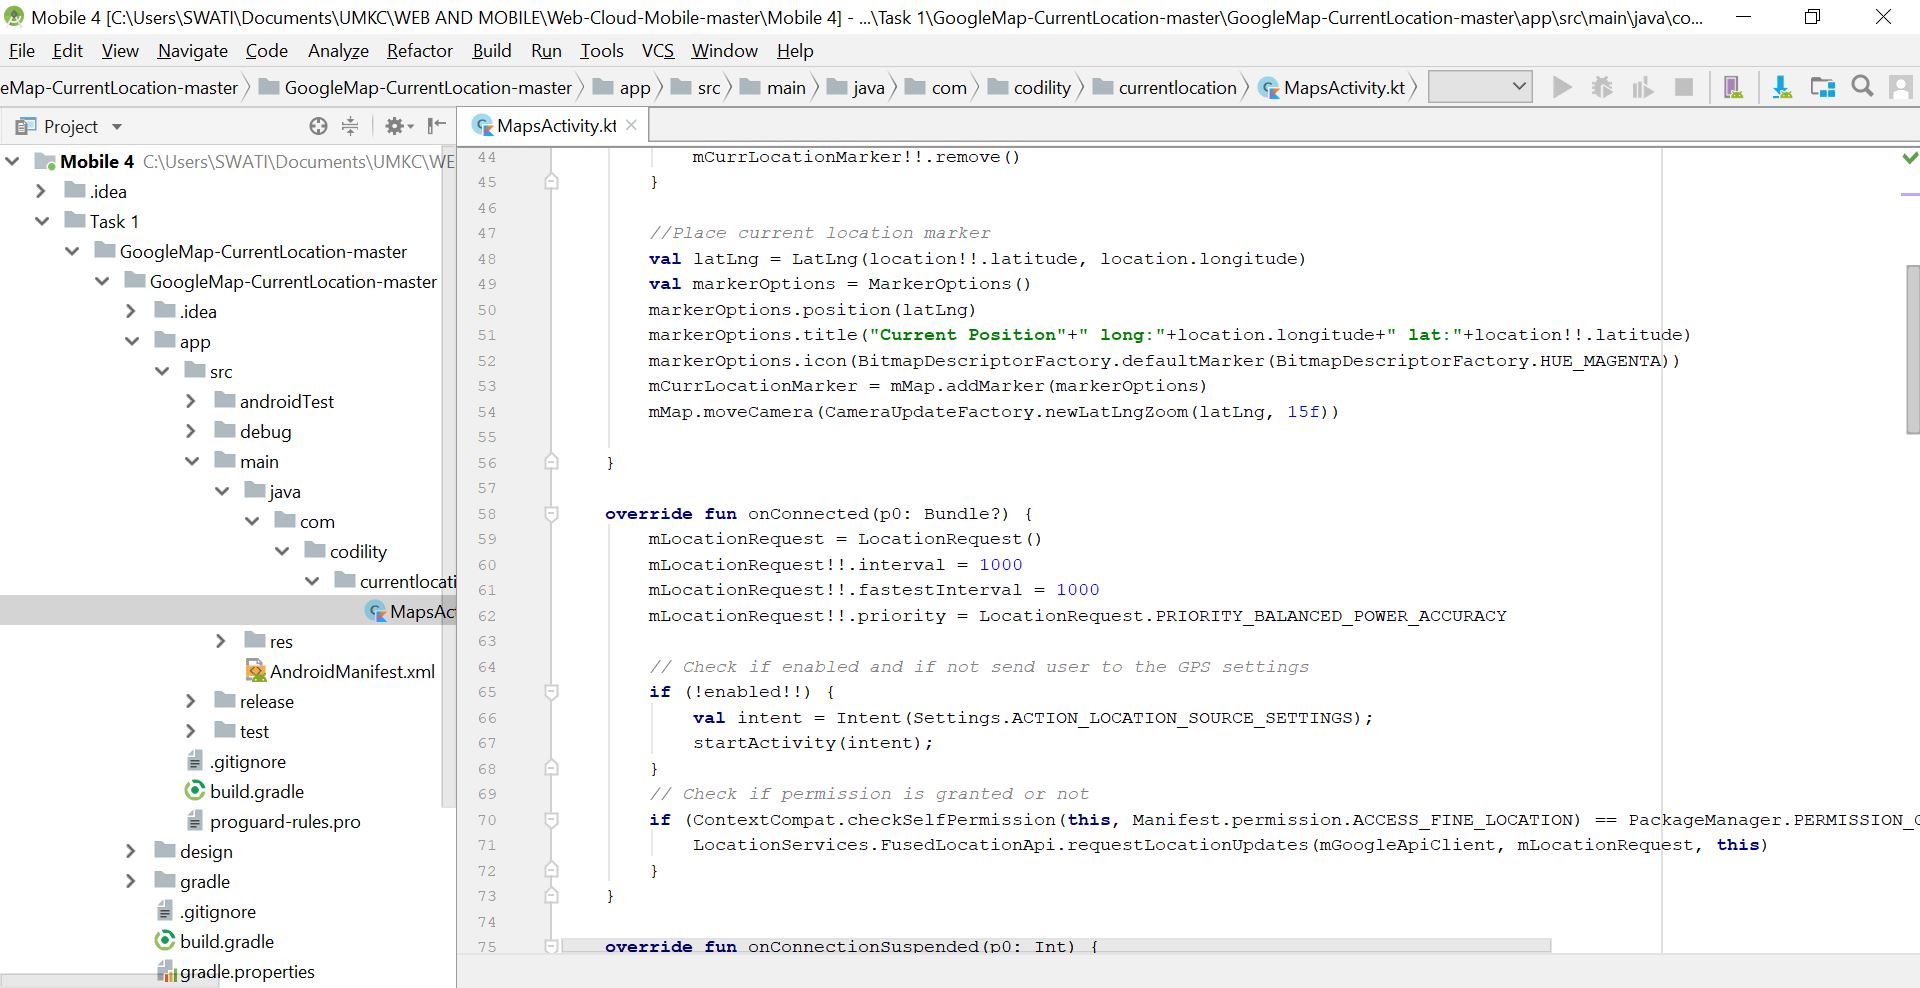 Mobile 4 [C:\Users\SWATI\Documents\UMKC\WEB AND MOBILE\Web-Cloud-Mobile-master\Mobile 4] - ...\Task 1\GoogleMap-CurrentLocation-master\GoogleMap-CurrentLocation-master\app\src\main\java\co...
File Edit View Navigate Code Analyze Refactor Build Run Tools VCS Window Help
eMap-CurrentLocation-master GoogleMap-CurrentLocation-master app src main java com codility currentlocation MapsActivity.kt
Project
MapsActivity.kt
Mobile 4 C:\Users\SWATI\Documents\UMKC\WE
.idea
Task 1
GoogleMap-CurrentLocation-master
GoogleMap-CurrentLocation-master
.idea
app
src
androidTest
debug
main
java
com
codility
currentlocati
MapsAct
res
AndroidManifest.xml
release
test
.gitignore
build.gradle
proguard-rules.pro
design
gradle
.gitignore
build.gradle
gradle.properties
44 mCurrLocationMarker!!.remove()
45 }
46
47 //Place current location marker
48 val latLng = LatLng(location!!.latitude, location.longitude)
49 val markerOptions = MarkerOptions()
50 markerOptions.position(latLng)
51 markerOptions.title("Current Position"+" long:"+location.longitude+" lat:"+location!!.latitude)
52 markerOptions.icon(BitmapDescriptorFactory.defaultMarker(BitmapDescriptorFactory.HUE_MAGENTA))
53 mCurrLocationMarker = mMap.addMarker(markerOptions)
54 mMap.moveCamera(CameraUpdateFactory.newLatLngZoom(latLng, 15f))
55
56 }
57
58 override fun onConnected(p0: Bundle?) {
59 mLocationRequest = LocationRequest()
60 mLocationRequest!!.interval = 1000
61 mLocationRequest!!.fastestInterval = 1000
62 mLocationRequest!!.priority = LocationRequest.PRIORITY_BALANCED_POWER_ACCURACY
63
64 // Check if enabled and if not send user to the GPS settings
65 if (!enabled!!) {
66 val intent = Intent(Settings.ACTION_LOCATION_SOURCE_SETTINGS);
67 startActivity(intent);
68 }
69 // Check if permission is granted or not
70 if (ContextCompat.checkSelfPermission(this, Manifest.permission.ACCESS_FINE_LOCATION) == PackageManager.PERMISSION_G
71 LocationServices.FusedLocationApi.requestLocationUpdates(mGoogleApiClient, mLocationRequest, this)
72 }
73 }
74
75 override fun onConnectionSuspended(p0: Int) {